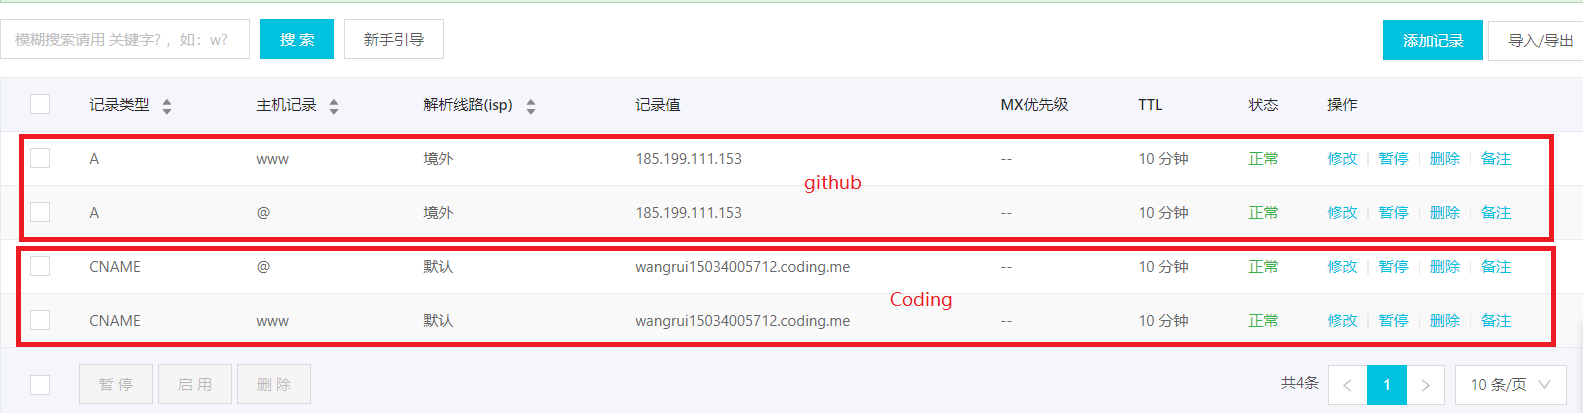 模糊搜索请用 关键字? ，如：w?
搜 索
新手引导
添加记录
导入/导出
记录类型 主机记录 解析线路(isp) 记录值 MX优先级 TTL 状态 操作
A www 境外 185.199.111.153 -- 10 分钟 正常 修改 | 暂停 | 删除 | 备注
github
A @ 境外 185.199.111.153 -- 10 分钟 正常 修改 | 暂停 | 删除 | 备注
CNAME @ 默认 wangrui15034005712.coding.me -- 10 分钟 正常 修改 | 暂停 | 删除 | 备注
Coding
CNAME www 默认 wangrui15034005712.coding.me -- 10 分钟 正常 修改 | 暂停 | 删除 | 备注
暂 停 启 用 删 除 共4条 < 1 > 10 条/页